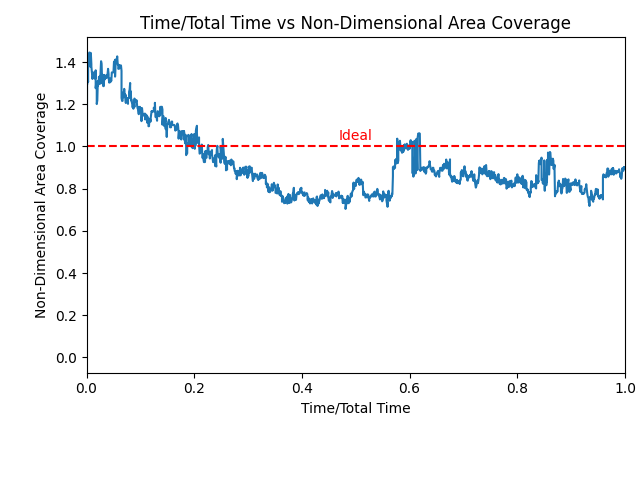 Time/Total Time vs Non-Dimensional Area Coverage
Non-Dimensional Area Coverage
1.4
1.2
1.0
0.8
0.6
0.4
0.2
0.0
Ideal
0.0 0.2 0.4 0.6 0.8 1.0
Time/Total Time